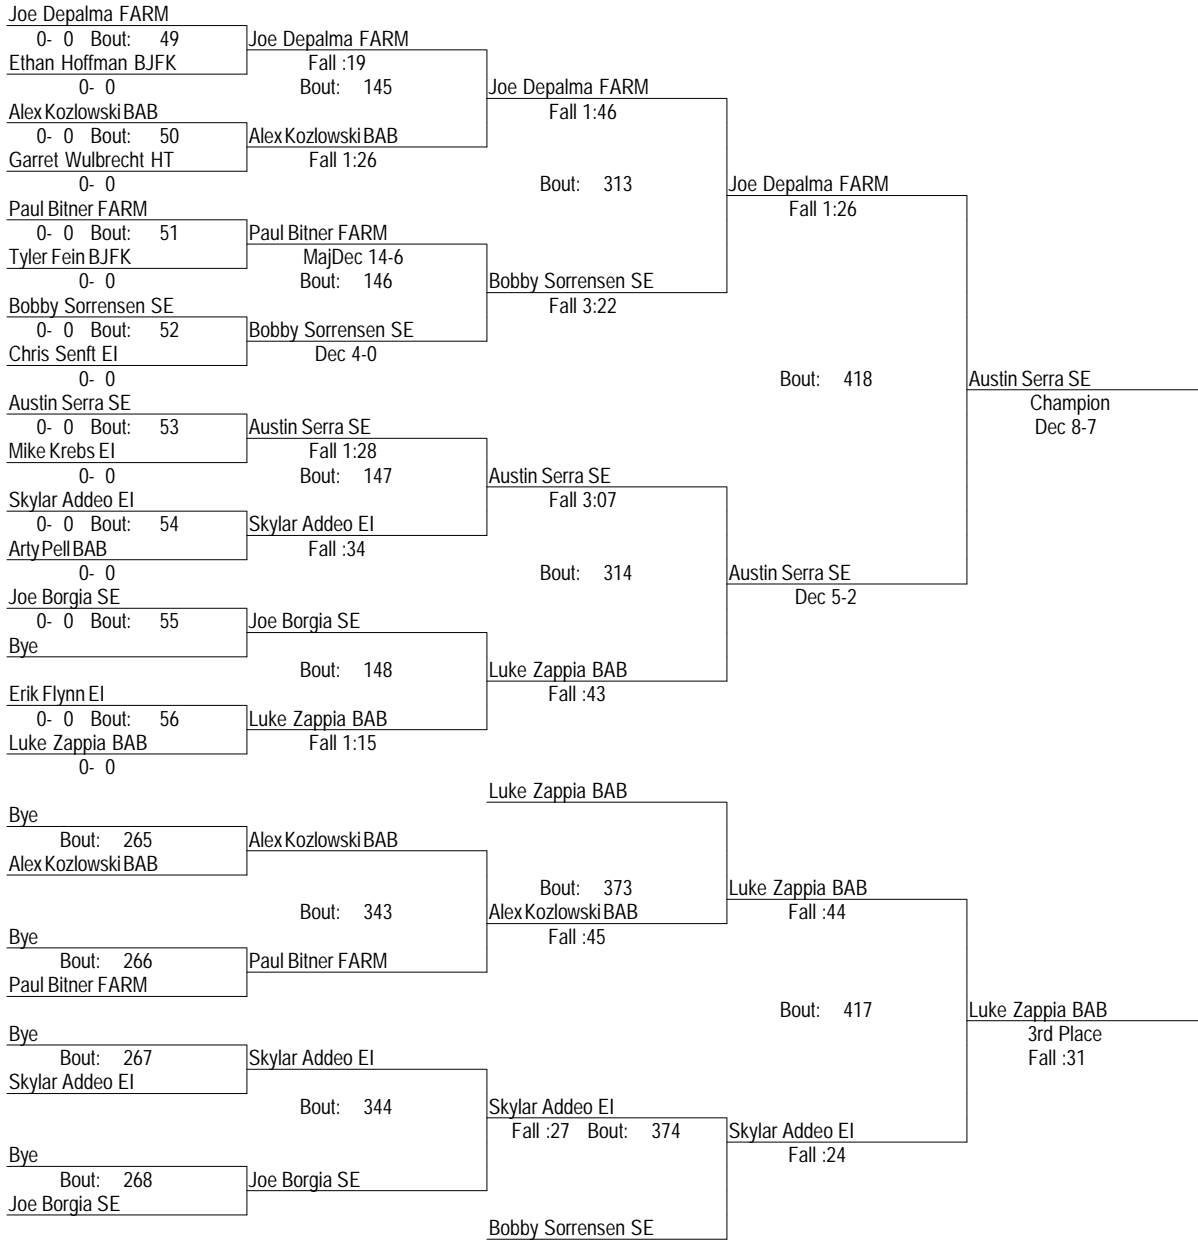 Joe Depalma FARM
0- 0 Bout: 49 Joe Depalma FARM
Ethan Hoffman BJFK Fall :19
0- 0 Bout: 145 Joe Depalma FARM
Alex Kozlowski BAB Fall 1:46
0- 0 Bout: 50 Alex Kozlowski BAB
Garret Wulbrecht HT Fall 1:26
0- 0 Bout: 313 Joe Depalma FARM
Paul Bitner FARM Fall 1:26
0- 0 Bout: 51 Paul Bitner FARM
Tyler Fein BJFK MajDec 14-6
0- 0 Bout: 146 Bobby Sorrensen SE
Bobby Sorrensen SE Fall 3:22
0- 0 Bout: 52 Bobby Sorrensen SE
Chris Senft EI Dec 4-0
0- 0 Bout: 418 Austin Serra SE
Austin Serra SE Champion
0- 0 Bout: 53 Austin Serra SE Dec 8-7
Mike Krebs EI Fall 1:28
0- 0 Bout: 147 Austin Serra SE
Skylar Addeo EI Fall 3:07
0- 0 Bout: 54 Skylar Addeo EI
Arty Pell BAB Fall :34
0- 0 Bout: 314 Austin Serra SE
Joe Borgia SE Dec 5-2
0- 0 Bout: 55 Joe Borgia SE
Bye
Bout: 148 Luke Zappia BAB
Erik Flynn EI Fall :43
0- 0 Bout: 56 Luke Zappia BAB
Luke Zappia BAB Fall 1:15
0- 0
Luke Zappia BAB
Bye
Bout: 265 Alex Kozlowski BAB
Alex Kozlowski BAB
Bout: 373 Luke Zappia BAB
Bout: 343 Alex Kozlowski BAB Fall :44
Bye Fall :45
Bout: 266 Paul Bitner FARM
Paul Bitner FARM
Bout: 417 Luke Zappia BAB
Bye 3rd Place
Bout: 267 Skylar Addeo EI Fall :31
Skylar Addeo EI
Bout: 344 Skylar Addeo EI
Fall :27 Bout: 374 Skylar Addeo EI
Bye Fall :24
Bout: 268 Joe Borgia SE
Joe Borgia SE
Bobby Sorrensen SE